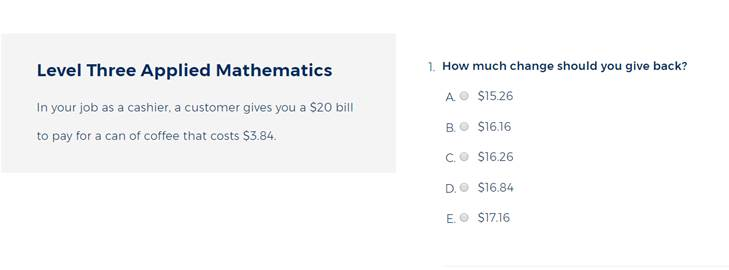 Level Three Applied Mathematics
In your job as a cashier, a customer gives you a $20 bill
to pay for a can of coffee that costs $3.84.
1. How much change should you give back?
A. $15.26
B. $16.16
C. $16.26
D. $16.84
E. $17.16